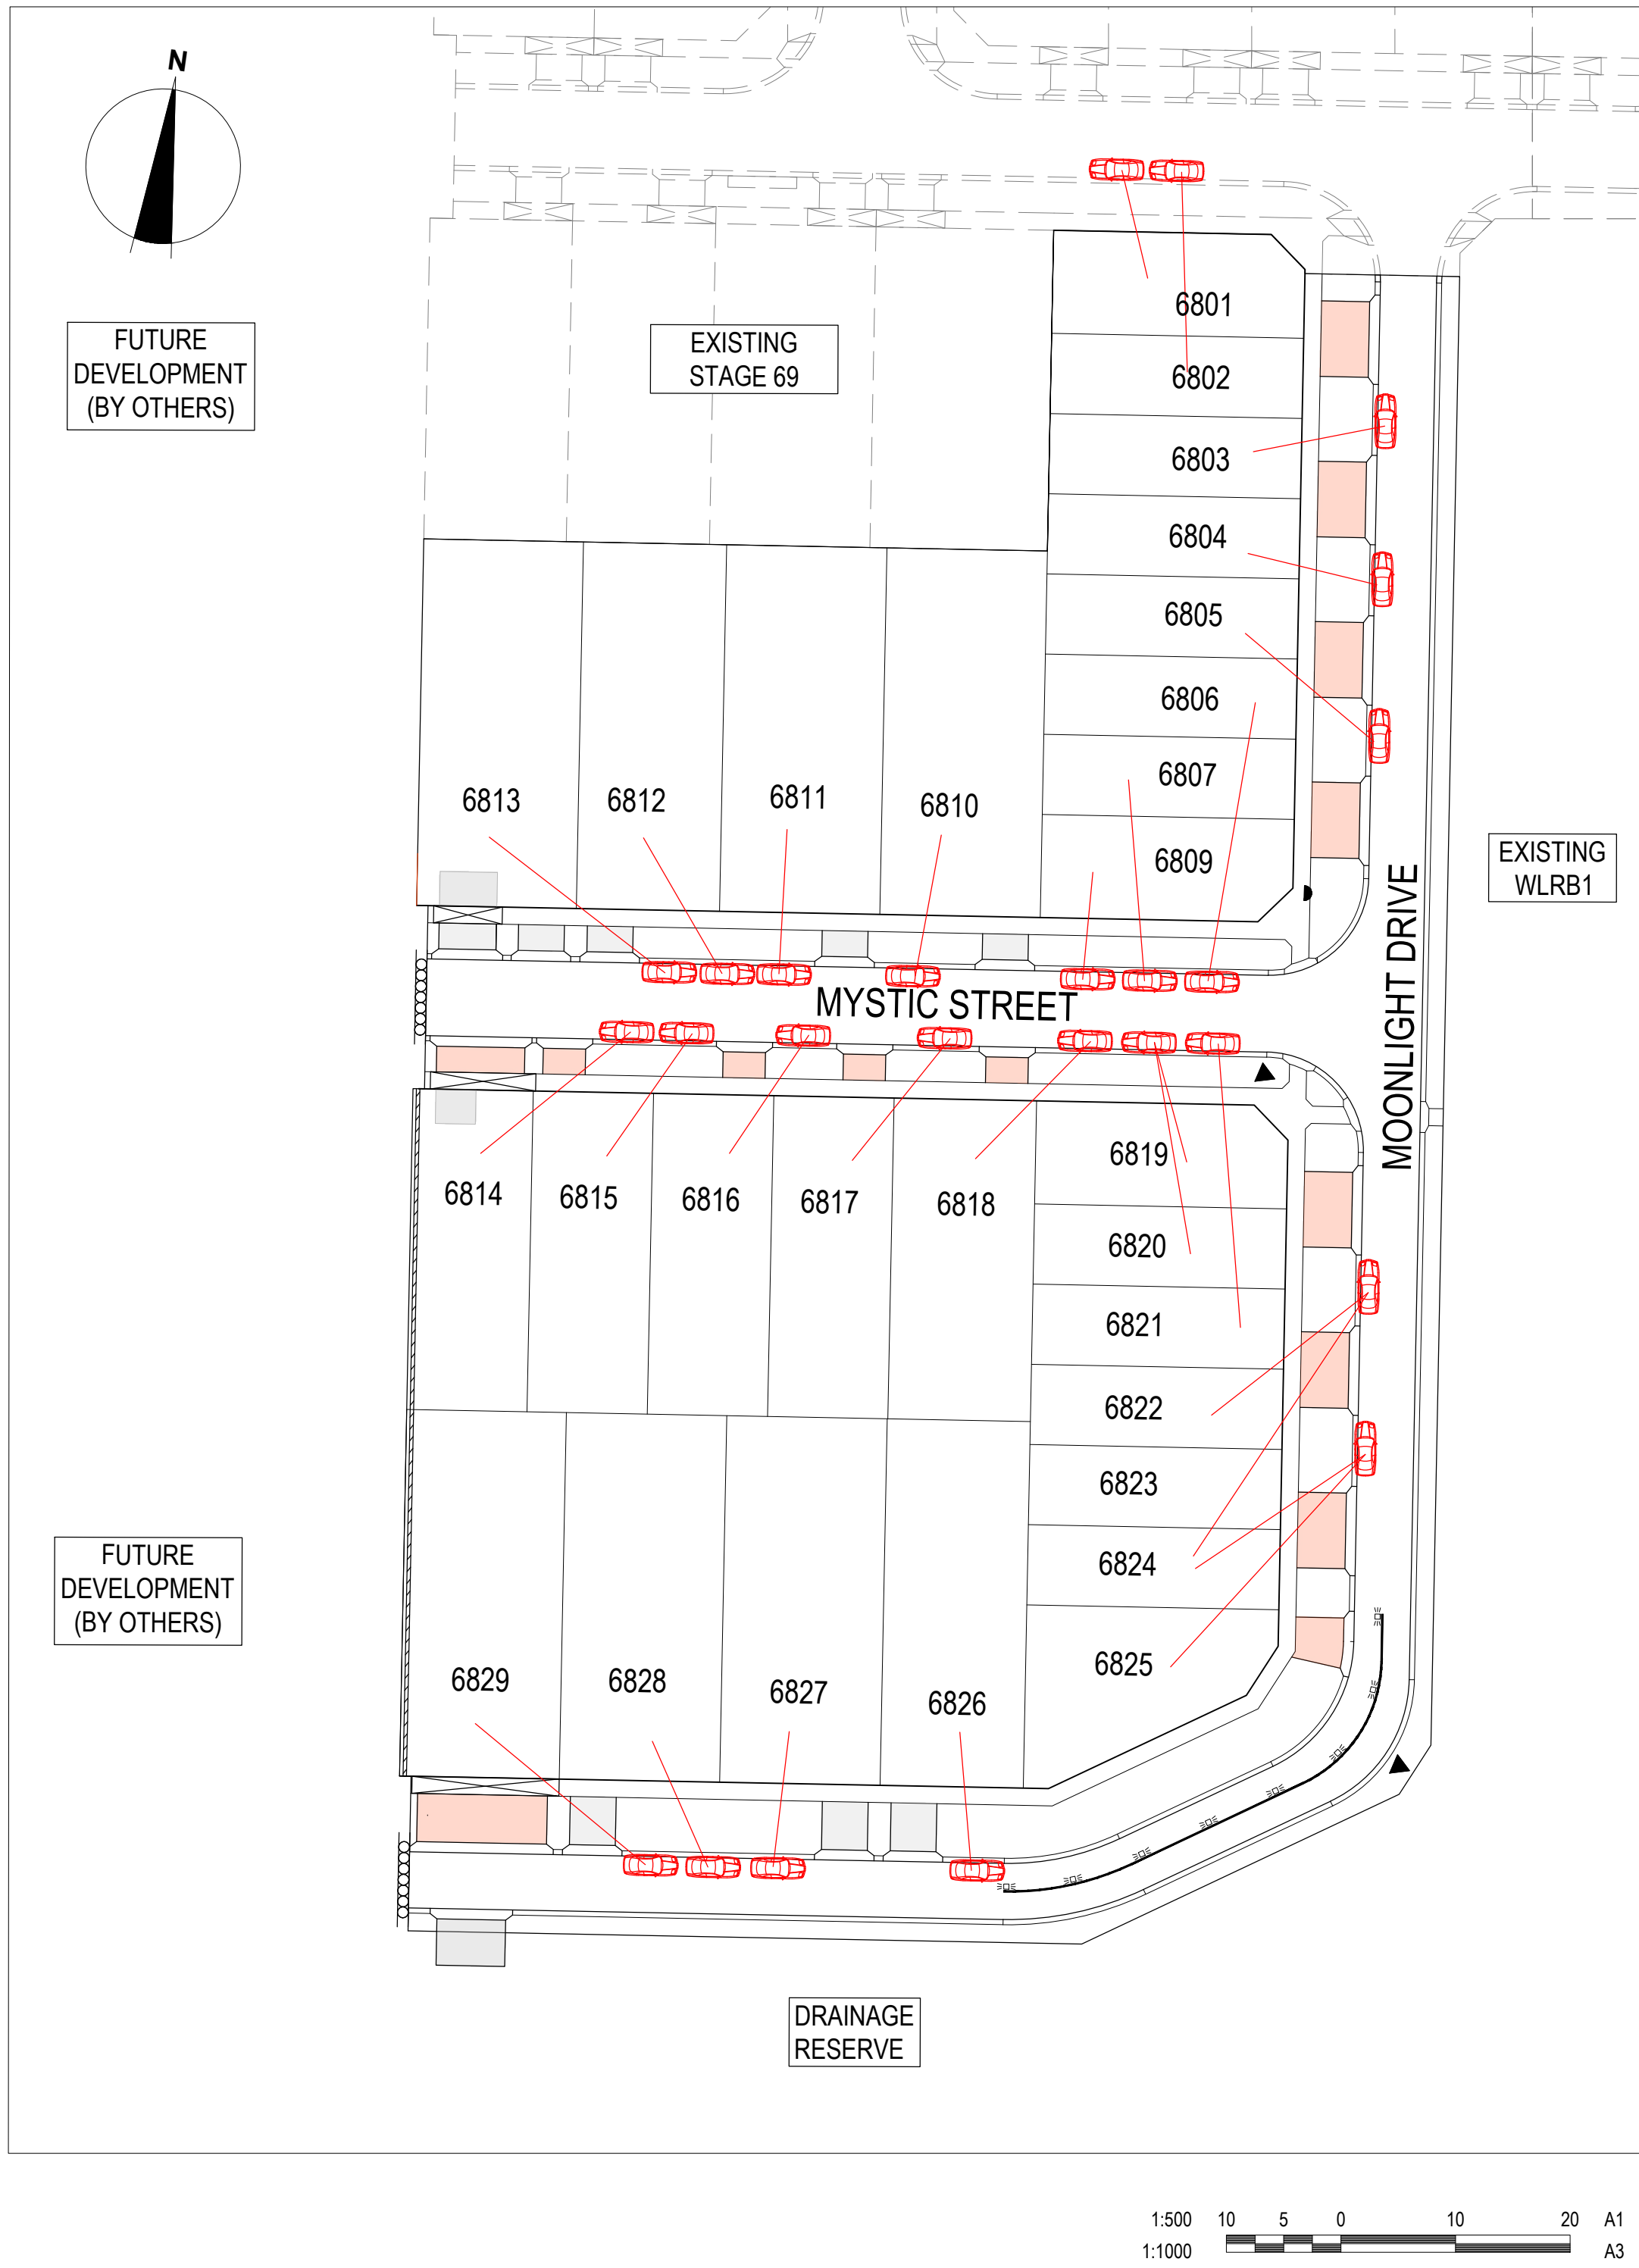 N
FUTURE
DEVELOPMENT
(BY OTHERS)
EXISTING
STAGE 69
6801
6802
6803
6804
6805
6806
6807
6809
6813
6812
6811
6810
EXISTING
WLRB1
MOONLIGHT DRIVE
MYSTIC STREET
6814
6815
6816
6817
6818
6819
6820
6821
6822
6823
6824
6825
FUTURE
DEVELOPMENT
(BY OTHERS)
6829
6828
6827
6826
DRAINAGE
RESERVE
1:500 10 5 0 10 20 A1
1:1000 A3